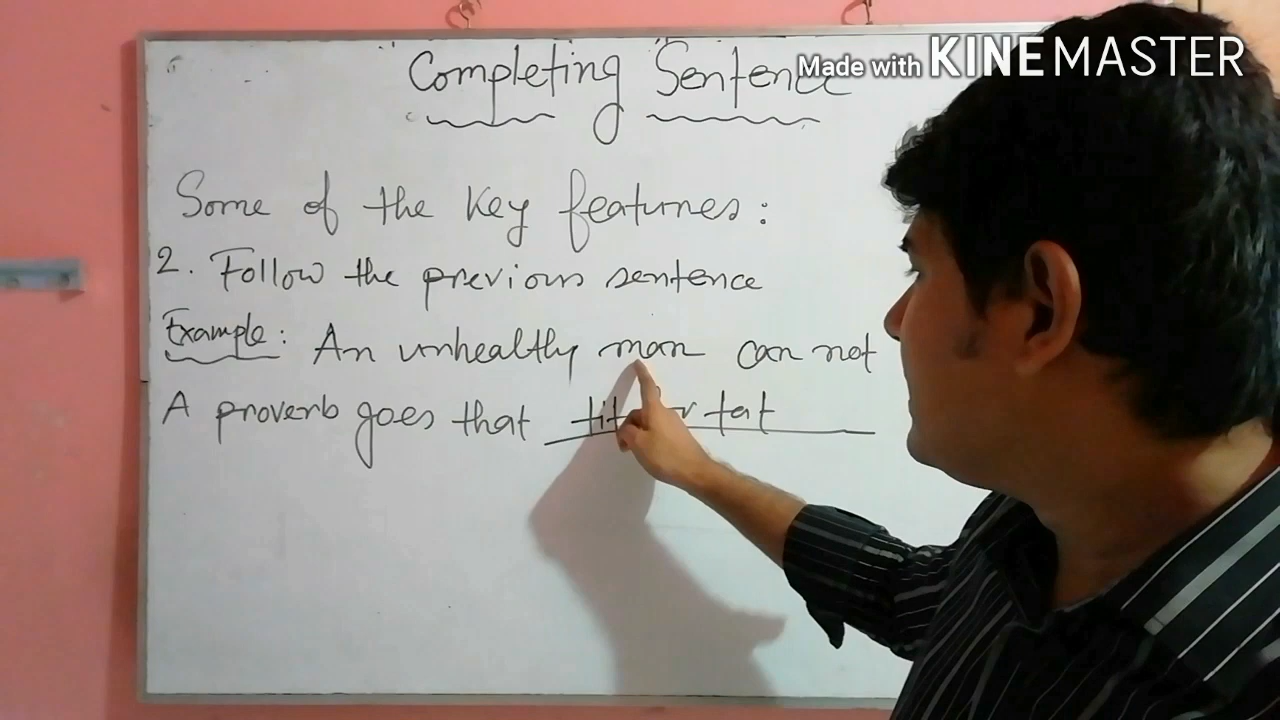 Completing Sentence
Made with KINEMASTER
Some of the Key features:
2. Follow the previous sentence
Example: An unhealthy man can not
A proverb goes that tit tat